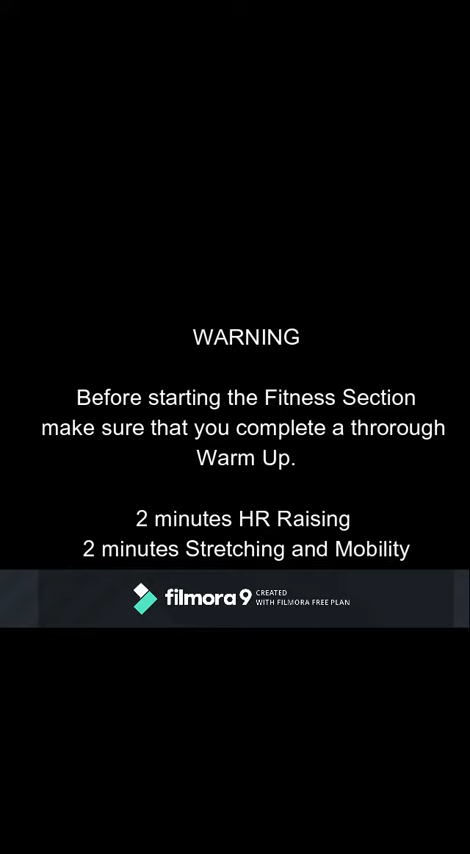 WARNING
Before starting the Fitness Section
make sure that you complete a throrough
Warm Up.
2 minutes HR Raising
2 minutes Stretching and Mobility
filmora 9
CREATED
WITH FILMORA FREE PLAN